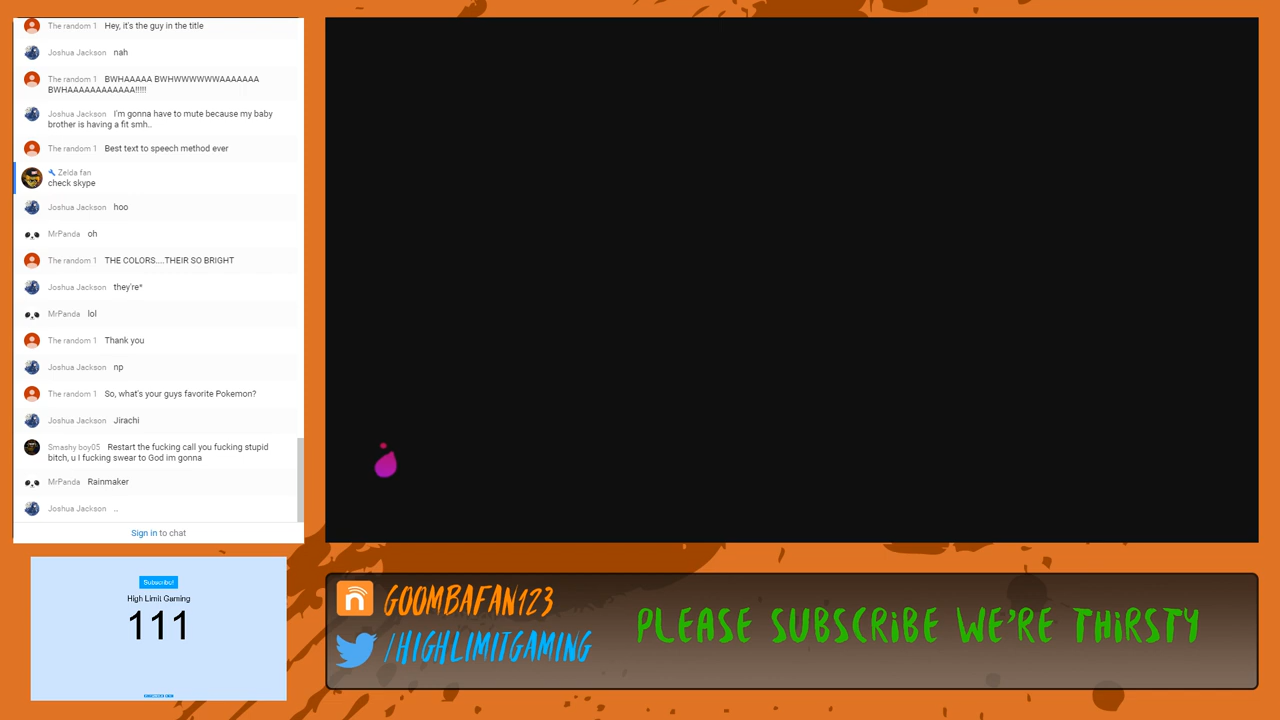 The random 1 Hey, it's the guy in the title
Joshua Jackson nah
The random 1 BWHAAAAA BWHWWWWWWAAAAAAA
BWHAAAAAAAAAAAA!!!!!
Joshua Jackson I'm gonna have to mute because my baby
brother is having a fit smh..
The random 1 Best text to speech method ever
Zelda fan
check skype
Joshua Jackson hoo
MrPanda oh
The random 1 THE COLORS.....THEIR SO BRIGHT
Joshua Jackson they're*
MrPanda lol
The random 1 Thank you
Joshua Jackson np
The random 1 So, what's your guys favorite Pokemon?
Joshua Jackson Jirachi
Smashy boy05 Restart the fucking call you fucking stupid
bitch, u I fucking swear to God im gonna
MrPanda Rainmaker
Joshua Jackson ..
Sign in to chat
Subscribe!
High Limit Gaming
111
GOOMBAFAN123
/HIGHLIMITGAMING
PLEASE SUBSCRIBE WE'RE THIRSTY